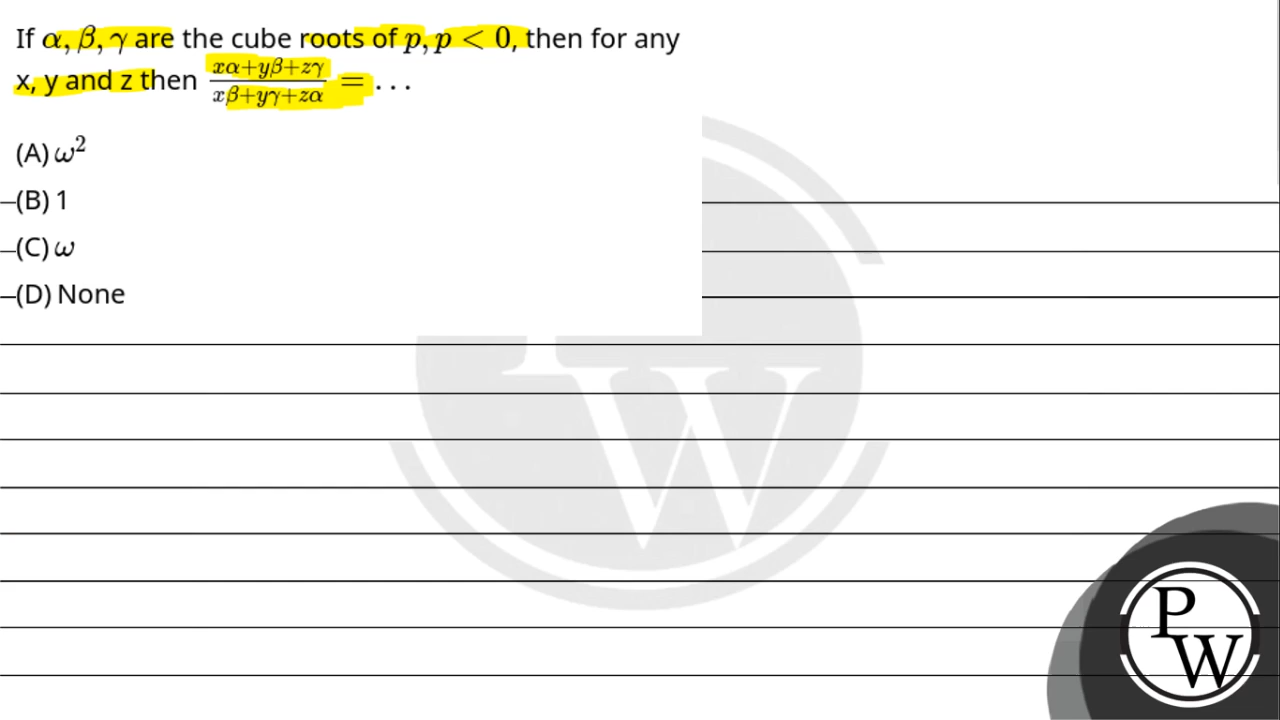 If α, β, γ are the cube roots of p, p < 0, then for any
x, y and z then (xα+yβ+zγ)/(xβ+yγ+zα) = ...
(A) ω²
(B) 1
(C) ω
(D) None
W
P
W